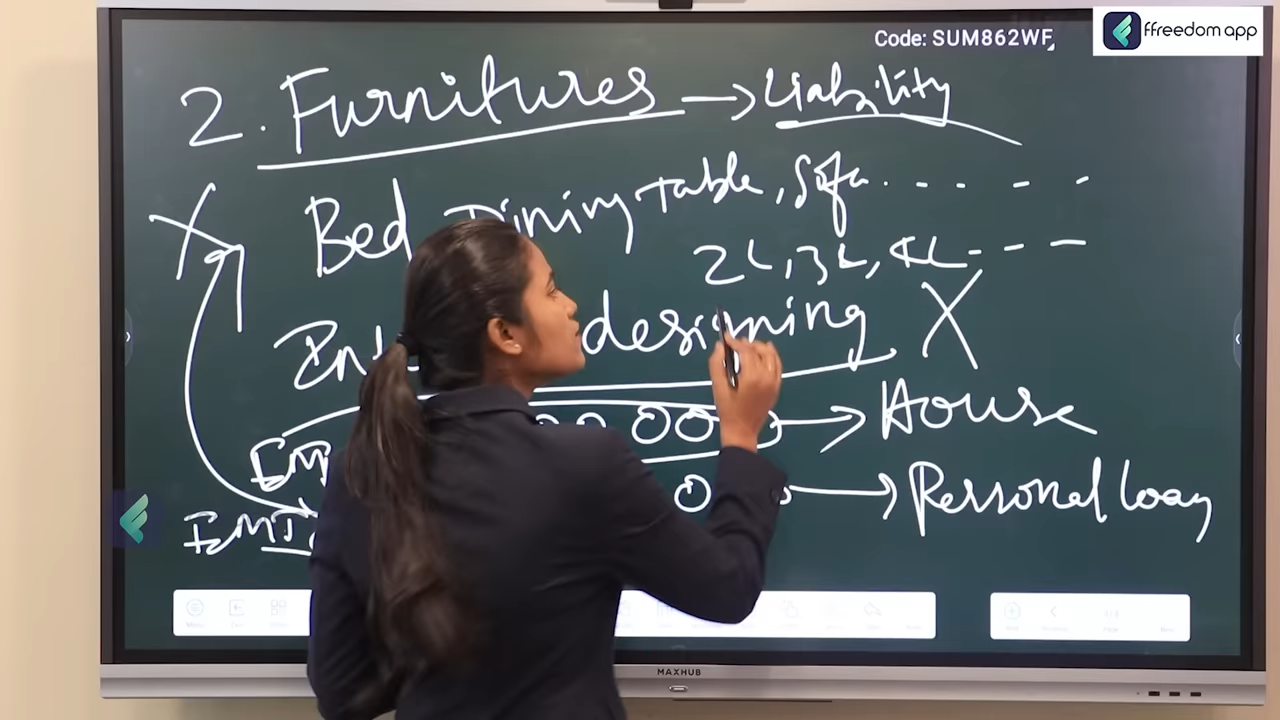 Code: SUM862WF
ffreedom app
2. Furnitures → Liability
Bed Dining table, Sofa.
2L, 3L, 4L
designing X
→ House
EMI
→ Personal loan
EMI
MAXHUB